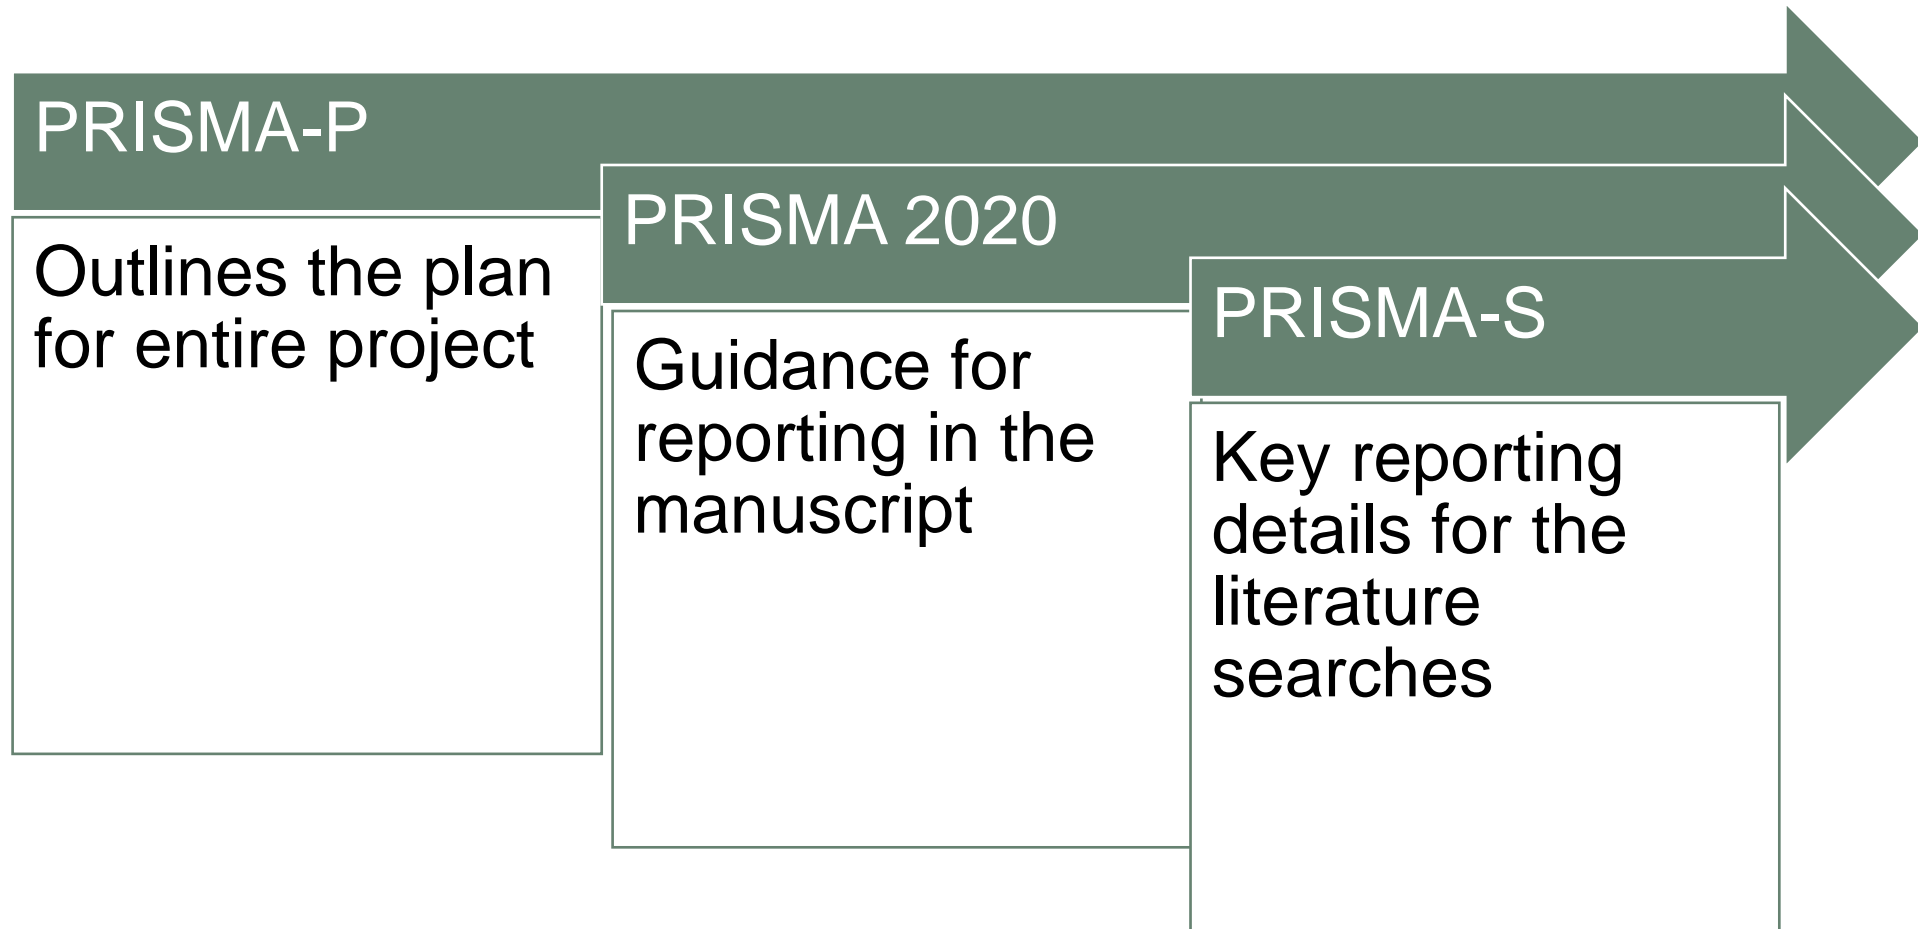 PRISMA-P
Outlines the plan
for entire project
PRISMA 2020
Guidance for
reporting in the
manuscript
PRISMA-S
Key reporting
details for the
literature
searches